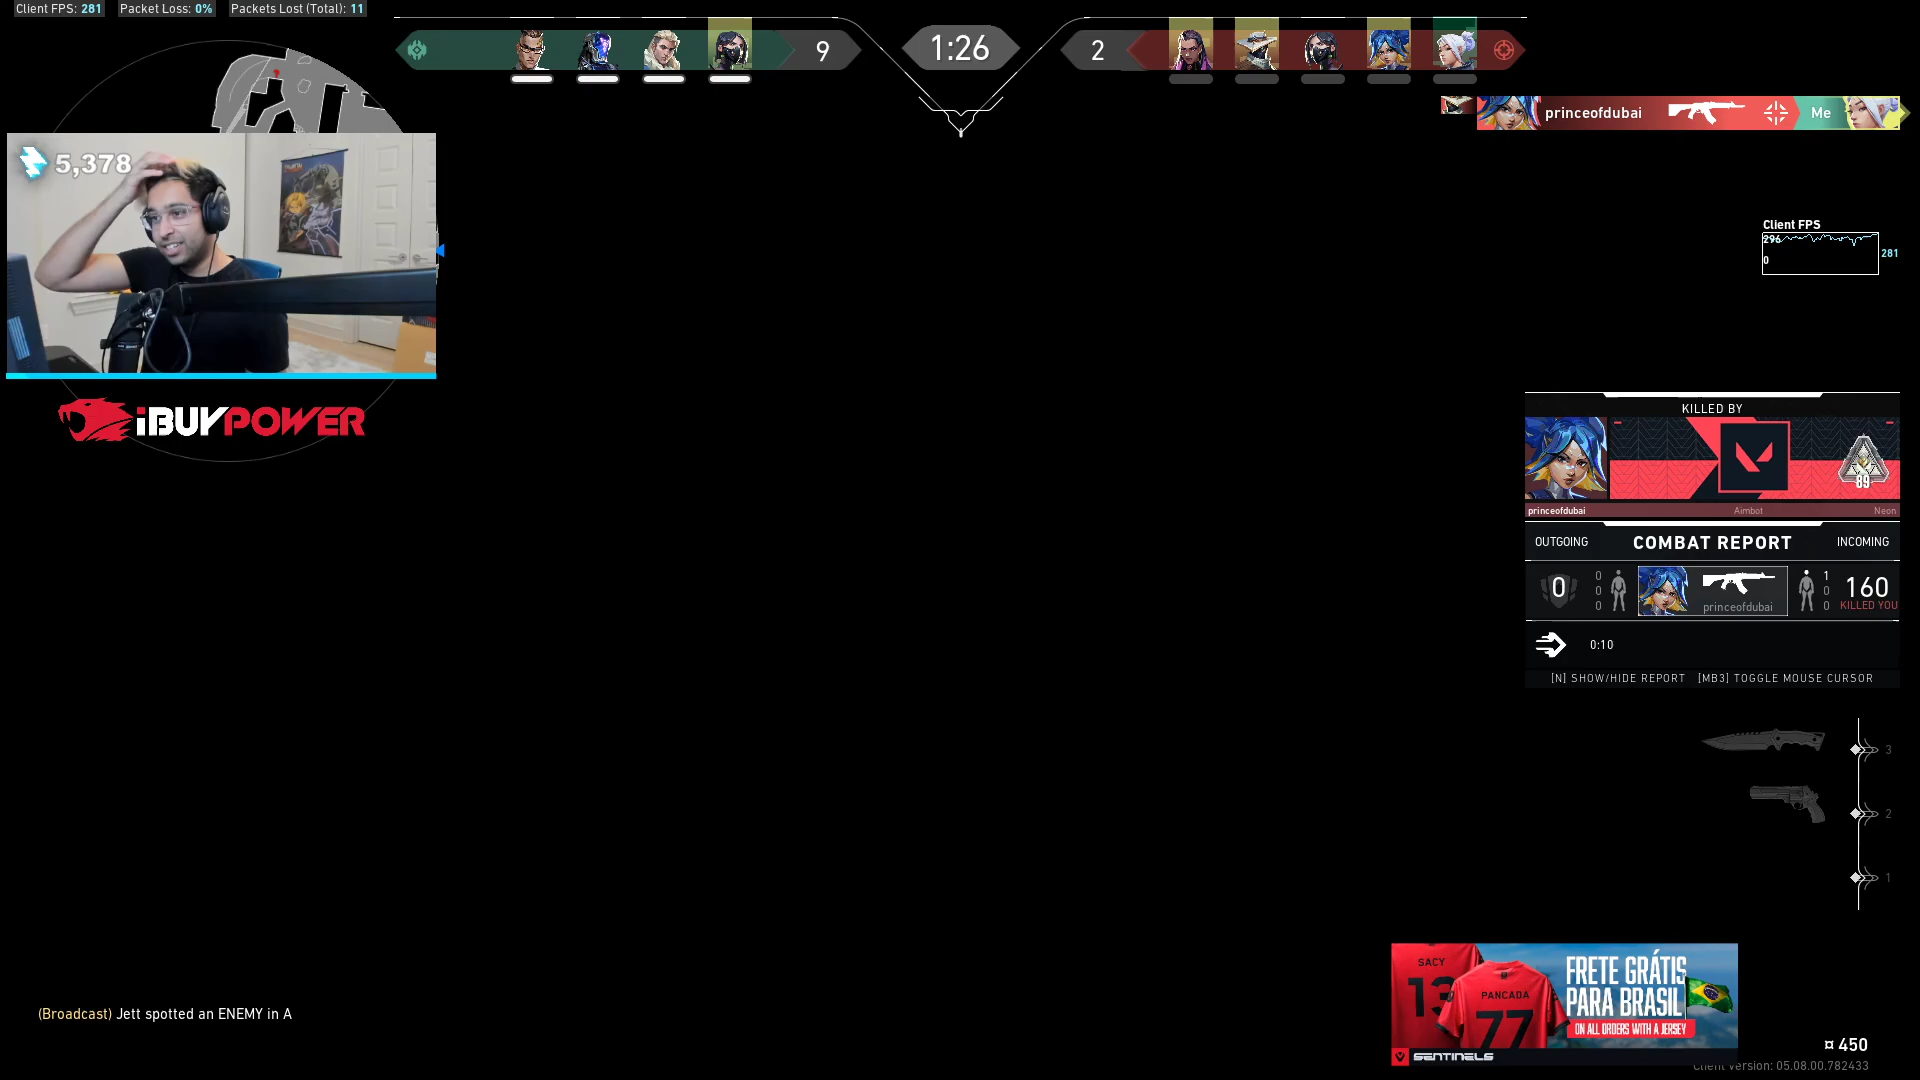 Client FPS: 281 Packet Loss: 0% Packets Lost (Total): 11
9
1:26
2
princeofdubai
Me
5,378
Client FPS
296
281
0
iBUYPOWER
KILLED BY
89
princeofdubai Aimbot Neon
OUTGOING COMBAT REPORT INCOMING
0
0
0
0
princeofdubai
1
0
0
160
KILLED YOU
0:10
[N] SHOW/HIDE REPORT [MB3] TOGGLE MOUSE CURSOR
3
2
1
SACY
13
PANCADA
77
FRETE GRÁTIS
PARA BRASIL
ON ALL ORDERS WITH A JERSEY
SENTINELS
(Broadcast) Jett spotted an ENEMY in A
¤ 450
Client Version: 05.08.00.782433